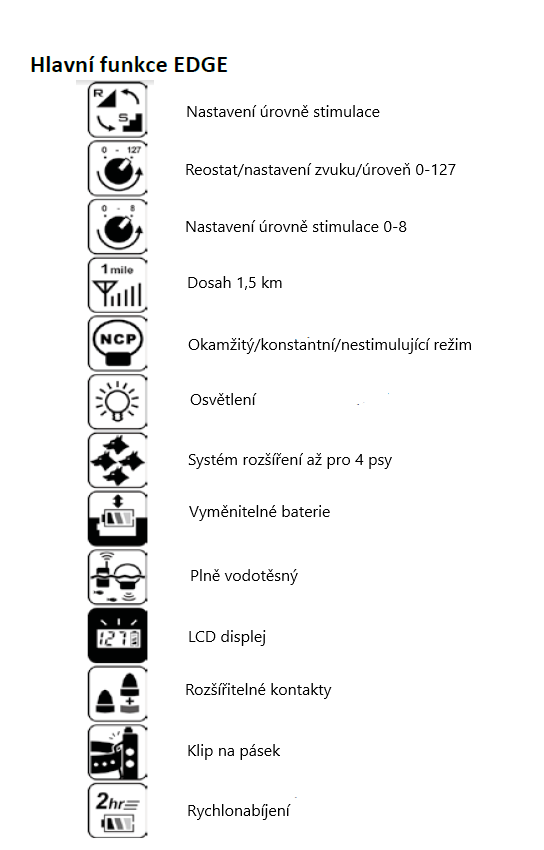 Hlavní funkce EDGE
R
S
Nastavení úrovně stimulace
0 - 127
Reostat/nastavení zvuku/úroveň 0-127
0 - 8
Nastavení úrovně stimulace 0-8
1 mile
Dosah 1,5 km
NCP
Okamžitý/konstantní/nestimulující režim
Osvětlení
Systém rozšíření až pro 4 psy
Vyměnitelné baterie
Plně vodotěsný
127
LCD displej
Rozšířitelné kontakty
Klip na pásek
2hr
Rychlonabíjení